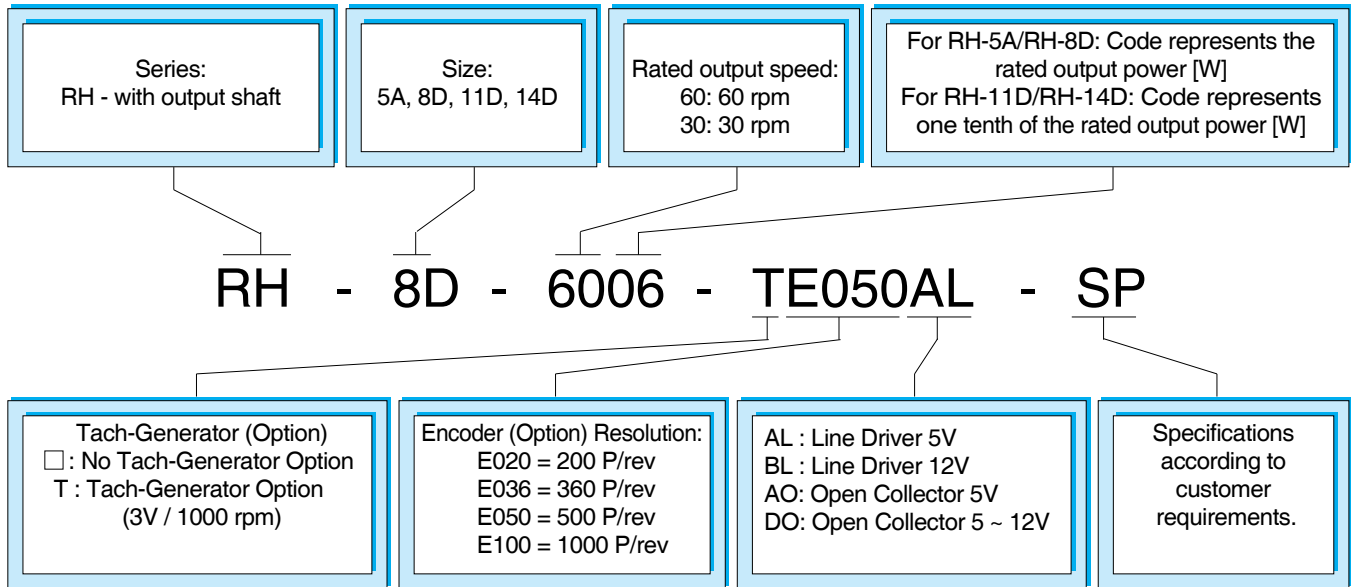 Series:
RH - with output shaft
Size:
5A, 8D, 11D, 14D
Rated output speed:
60: 60 rpm
30: 30 rpm
For RH-5A/RH-8D: Code represents the
rated output power [W]
For RH-11D/RH-14D: Code represents
one tenth of the rated output power [W]
RH - 8D - 6006 - TE050AL - SP
Tach-Generator (Option)
□: No Tach-Generator Option
T : Tach-Generator Option
(3V / 1000 rpm)
Encoder (Option) Resolution:
E020 = 200 P/rev
E036 = 360 P/rev
E050 = 500 P/rev
E100 = 1000 P/rev
AL : Line Driver 5V
BL : Line Driver 12V
AO: Open Collector 5V
DO: Open Collector 5 ~ 12V
Specifications
according to
customer
requirements.